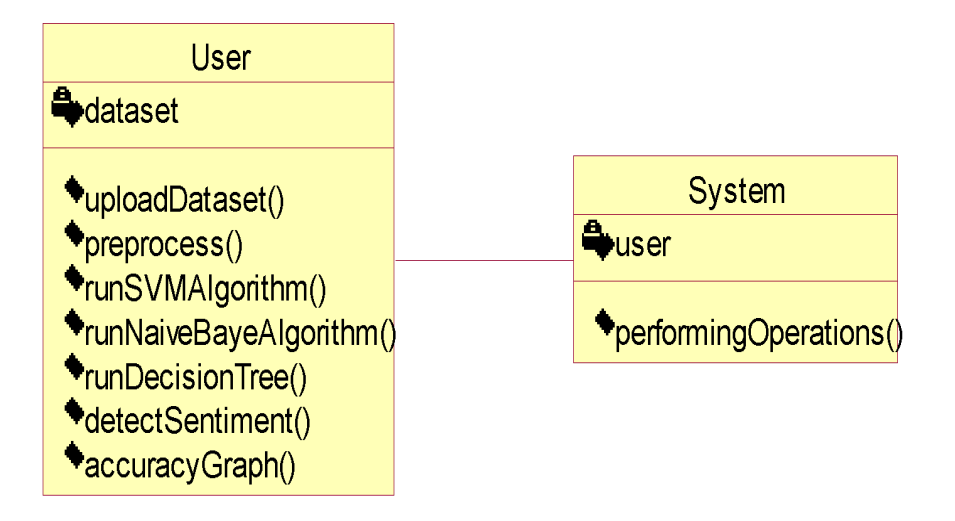 User
dataset
uploadDataset()
preprocess()
runSVMAlgorithm()
runNaiveBayeAlgorithm()
runDecisionTree()
detectSentiment()
accuracyGraph()
System
user
performingOperations()